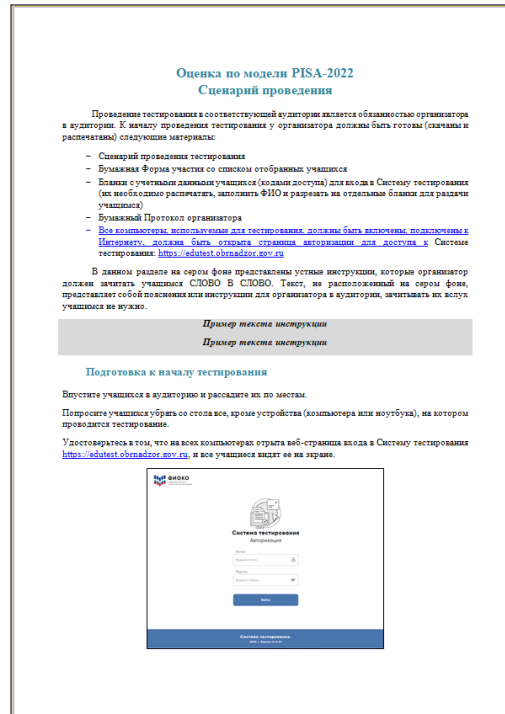 Оценка по модели PISA-2022
Сценарий проведения
Проведение тестирования в соответствующей аудитории является обязанностью организатора
в аудитории. К началу проведения тестирования у организатора должны быть готовы (скачаны и
распечатаны) следующие материалы:
− Сценарий проведения тестирования
− Бумажная Форма участия со списком отобранных учащихся
− Бланки с учетными данными учащихся (кодами доступа) для входа в Систему тестирования
(их необходимо распечатать, заполнить ФИО и разрезать на отдельные бланки для раздачи
учащимся)
− Бумажный Протокол организатора
− Все компьютеры, используемые для тестирования, должны быть включены, подключены к
Интернету, должна быть открыта страница авторизации для доступа к Системе
тестирования: https://edutest.obrnadzor.gov.ru
В данном разделе на сером фоне представлены устные инструкции, которые организатор
должен зачитать учащимся СЛОВО В СЛОВО. Текст, не расположенный на сером фоне,
представляет собой пояснения или инструкции для организатора в аудитории, зачитывать их вслух
учащимся не нужно.
Пример текста инструкции
Пример текста инструкции
Подготовка к началу тестирования
Впустите учащихся в аудиторию и рассадите их по местам.
Попросите учащихся убрать со стола все, кроме устройства (компьютера или ноутбука), на котором
проводится тестирование.
Удостоверьтесь в том, что на всех компьютерах отрыта веб-страница входа в Систему тестирования
https://edutest.obrnadzor.gov.ru, и все учащиеся видят ее на экране.
ФИОКО
Система тестирования
Авторизация
Логин
Введите логин
Пароль
Введите пароль
Войти
Система тестирования